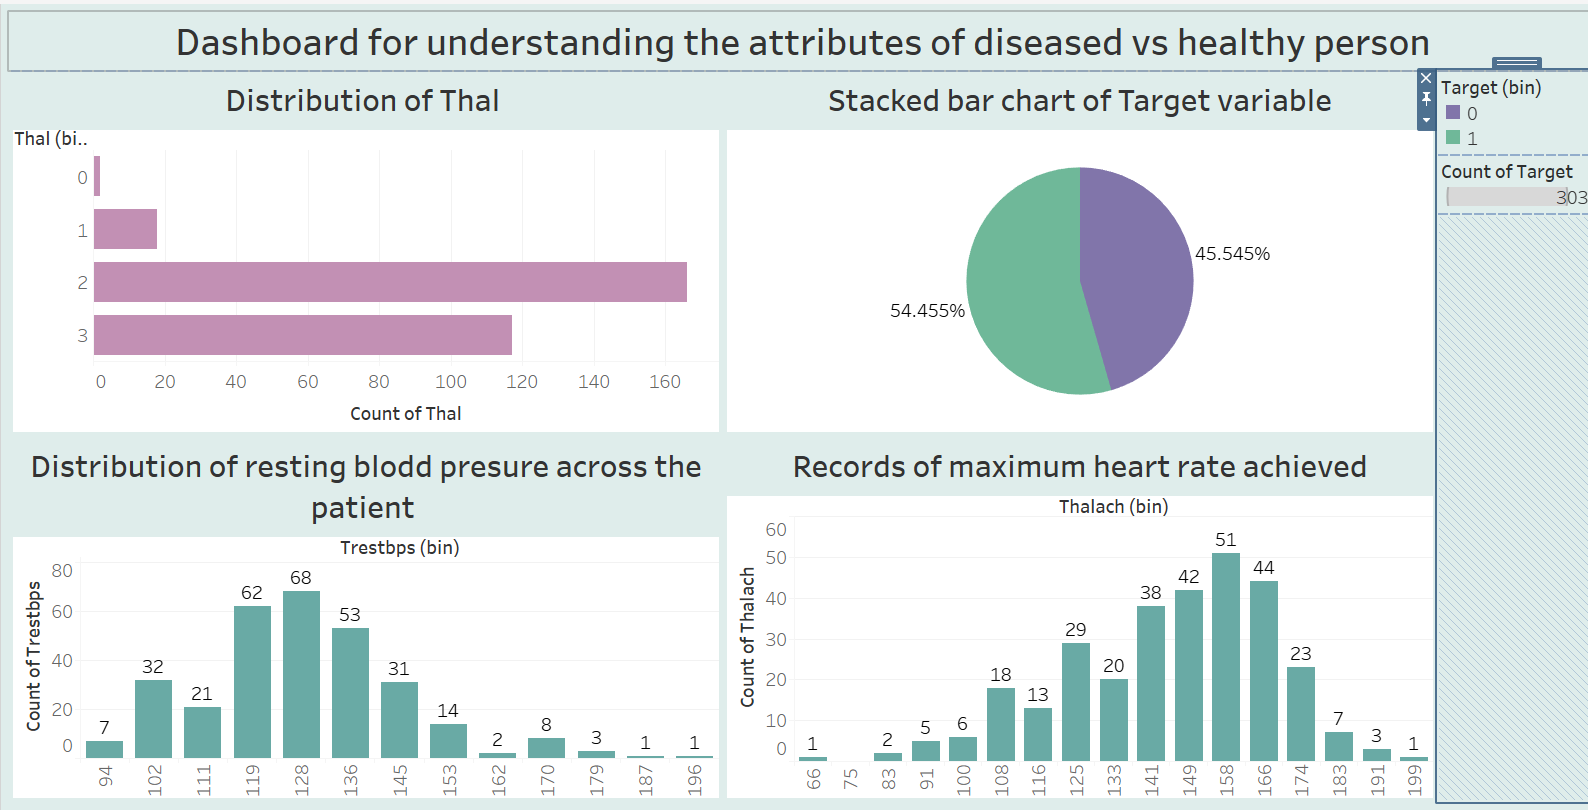 Dashboard for understanding the attributes of diseased vs healthy person
Distribution of Thal
Thal (bi..
0
1
2
3
0 20 40 60 80 100 120 140 160
Count of Thal
Stacked bar chart of Target variable
45.545%
54.455%
Target (bin)
0
1
Count of Target
303
Distribution of resting blodd presure across the
patient
Trestbps (bin)
Count of Trestbps
80
60
40
20
0
7 32 21 62 68 53 31 14 2 8 3 1 1
94 102 111 119 128 136 145 153 162 170 179 187 196
Records of maximum heart rate achieved
Thalach (bin)
Count of Thalach
60
50
40
30
20
10
0
1 2 5 6 18 13 29 20 38 42 51 44 23 7 3 1
66 75 83 91 100 108 116 125 133 141 149 158 166 174 183 191 199